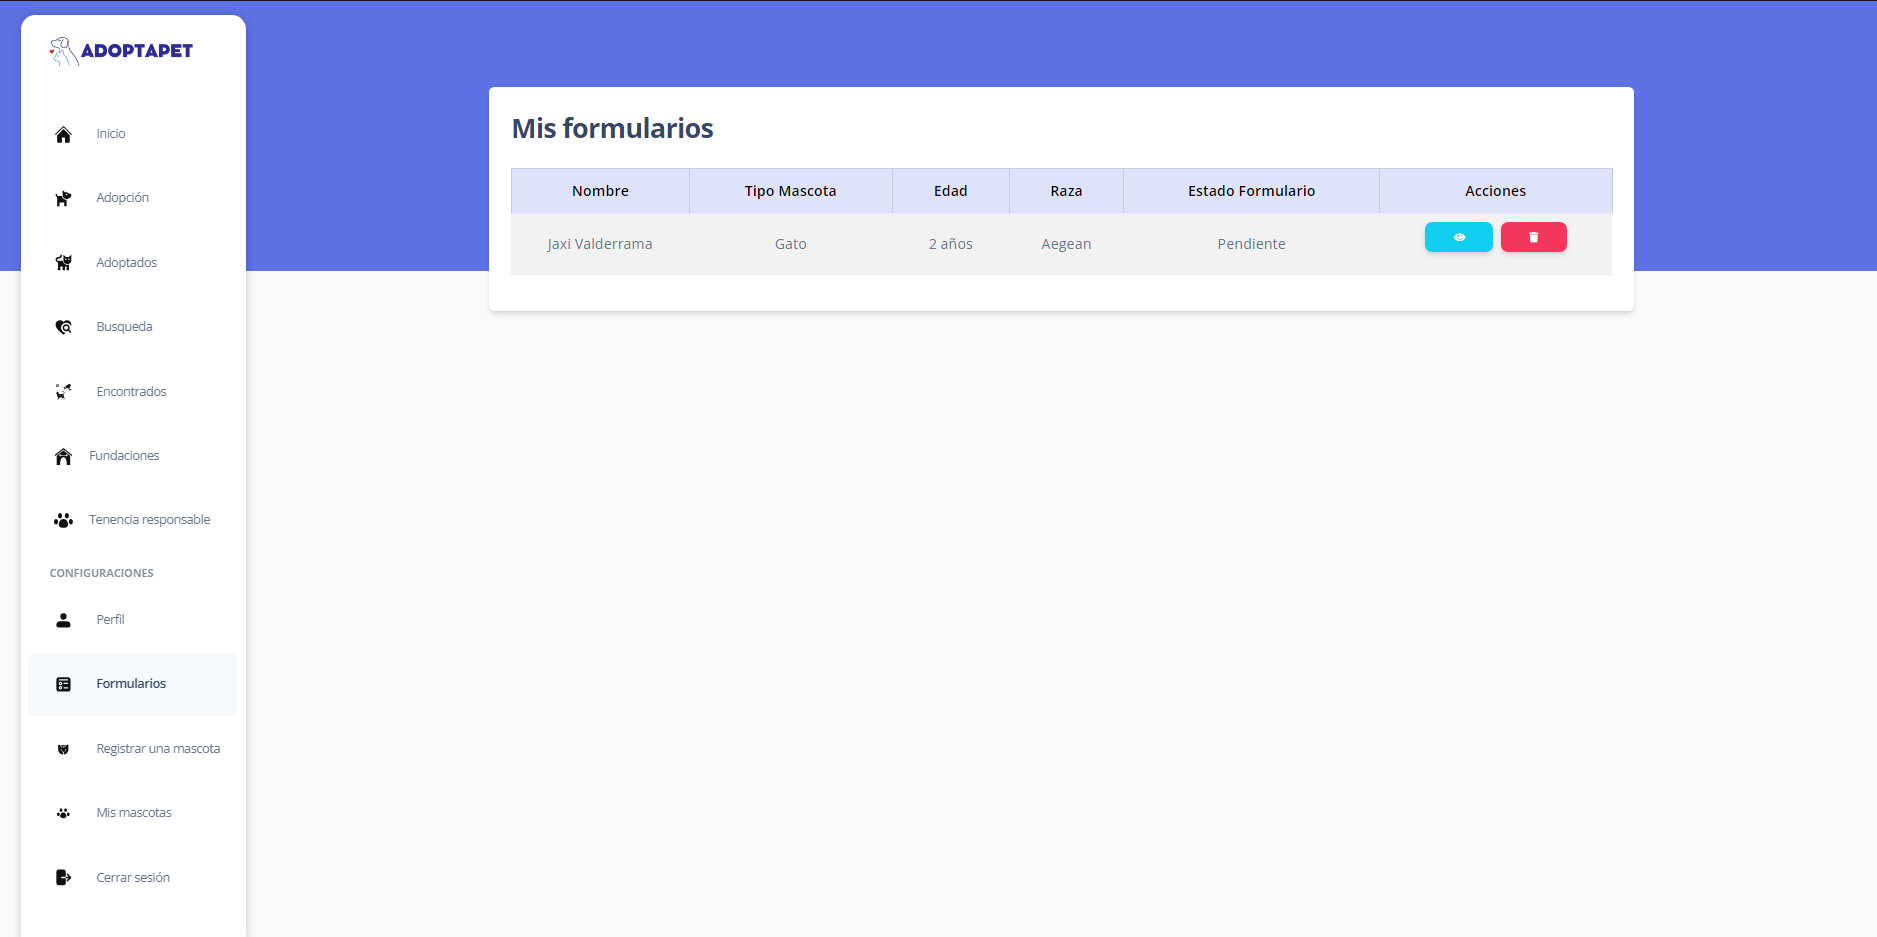 ADOPTAPET
Inicio
Adopción
Adoptados
Busqueda
Encontrados
Fundaciones
Tenencia responsable
CONFIGURACIONES
Perfil
Formularios
Registrar una mascota
Mis mascotas
Cerrar sesión
Mis formularios
Nombre Tipo Mascota Edad Raza Estado Formulario Acciones
Jaxi Valderrama Gato 2 años Aegean Pendiente